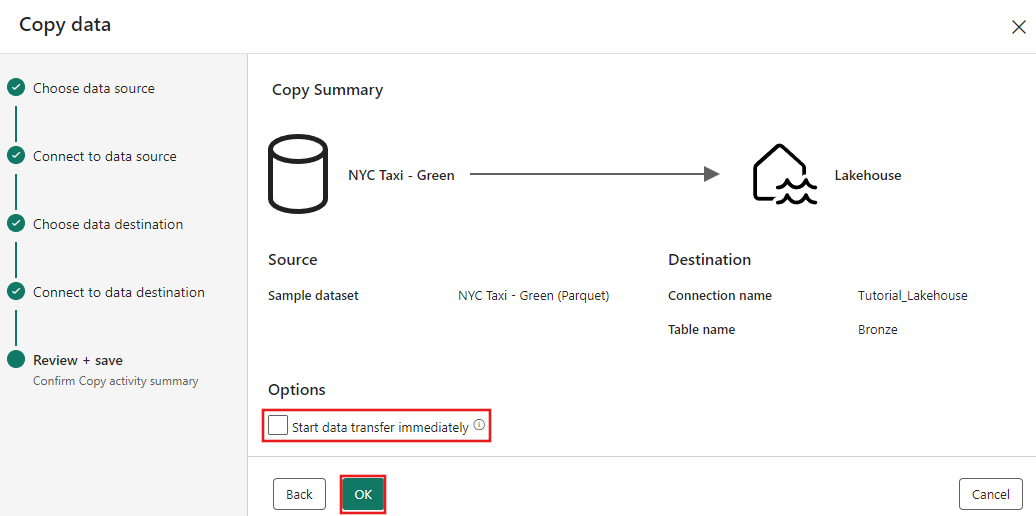 Copy data
Choose data source
Connect to data source
Choose data destination
Connect to data destination
Review + save
Confirm Copy activity summary
Copy Summary
NYC Taxi - Green
Lakehouse
Source
Sample dataset
NYC Taxi - Green (Parquet)
Destination
Connection name
Tutorial_Lakehouse
Table name
Bronze
Options
Start data transfer immediately
Back
OK
Cancel